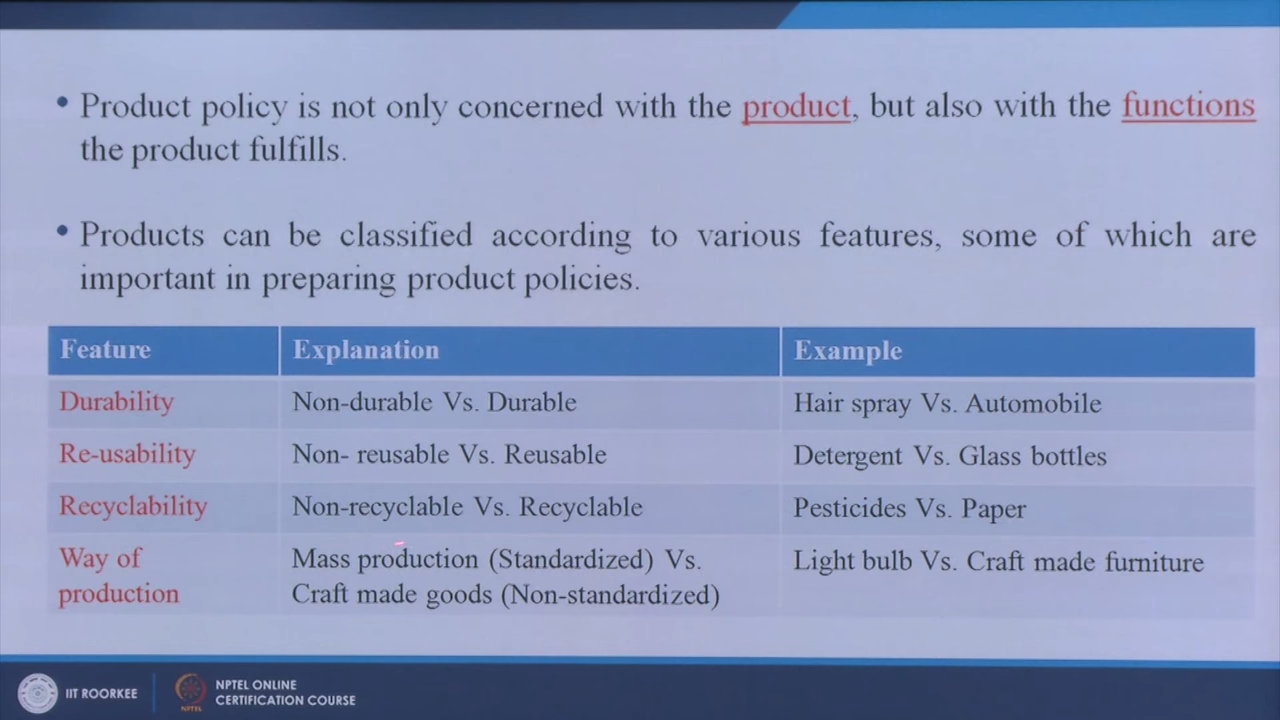 • Product policy is not only concerned with the product, but also with the functions
the product fulfills.
• Products can be classified according to various features, some of which are
important in preparing product policies.
Feature Explanation Example
Durability Non-durable Vs. Durable Hair spray Vs. Automobile
Re-usability Non- reusable Vs. Reusable Detergent Vs. Glass bottles
Recyclability Non-recyclable Vs. Recyclable Pesticides Vs. Paper
Way of Mass production (Standardized) Vs. Light bulb Vs. Craft made furniture
production Craft made goods (Non-standardized)
IIT ROORKEE NPTEL ONLINE
NPTEL CERTIFICATION COURSE